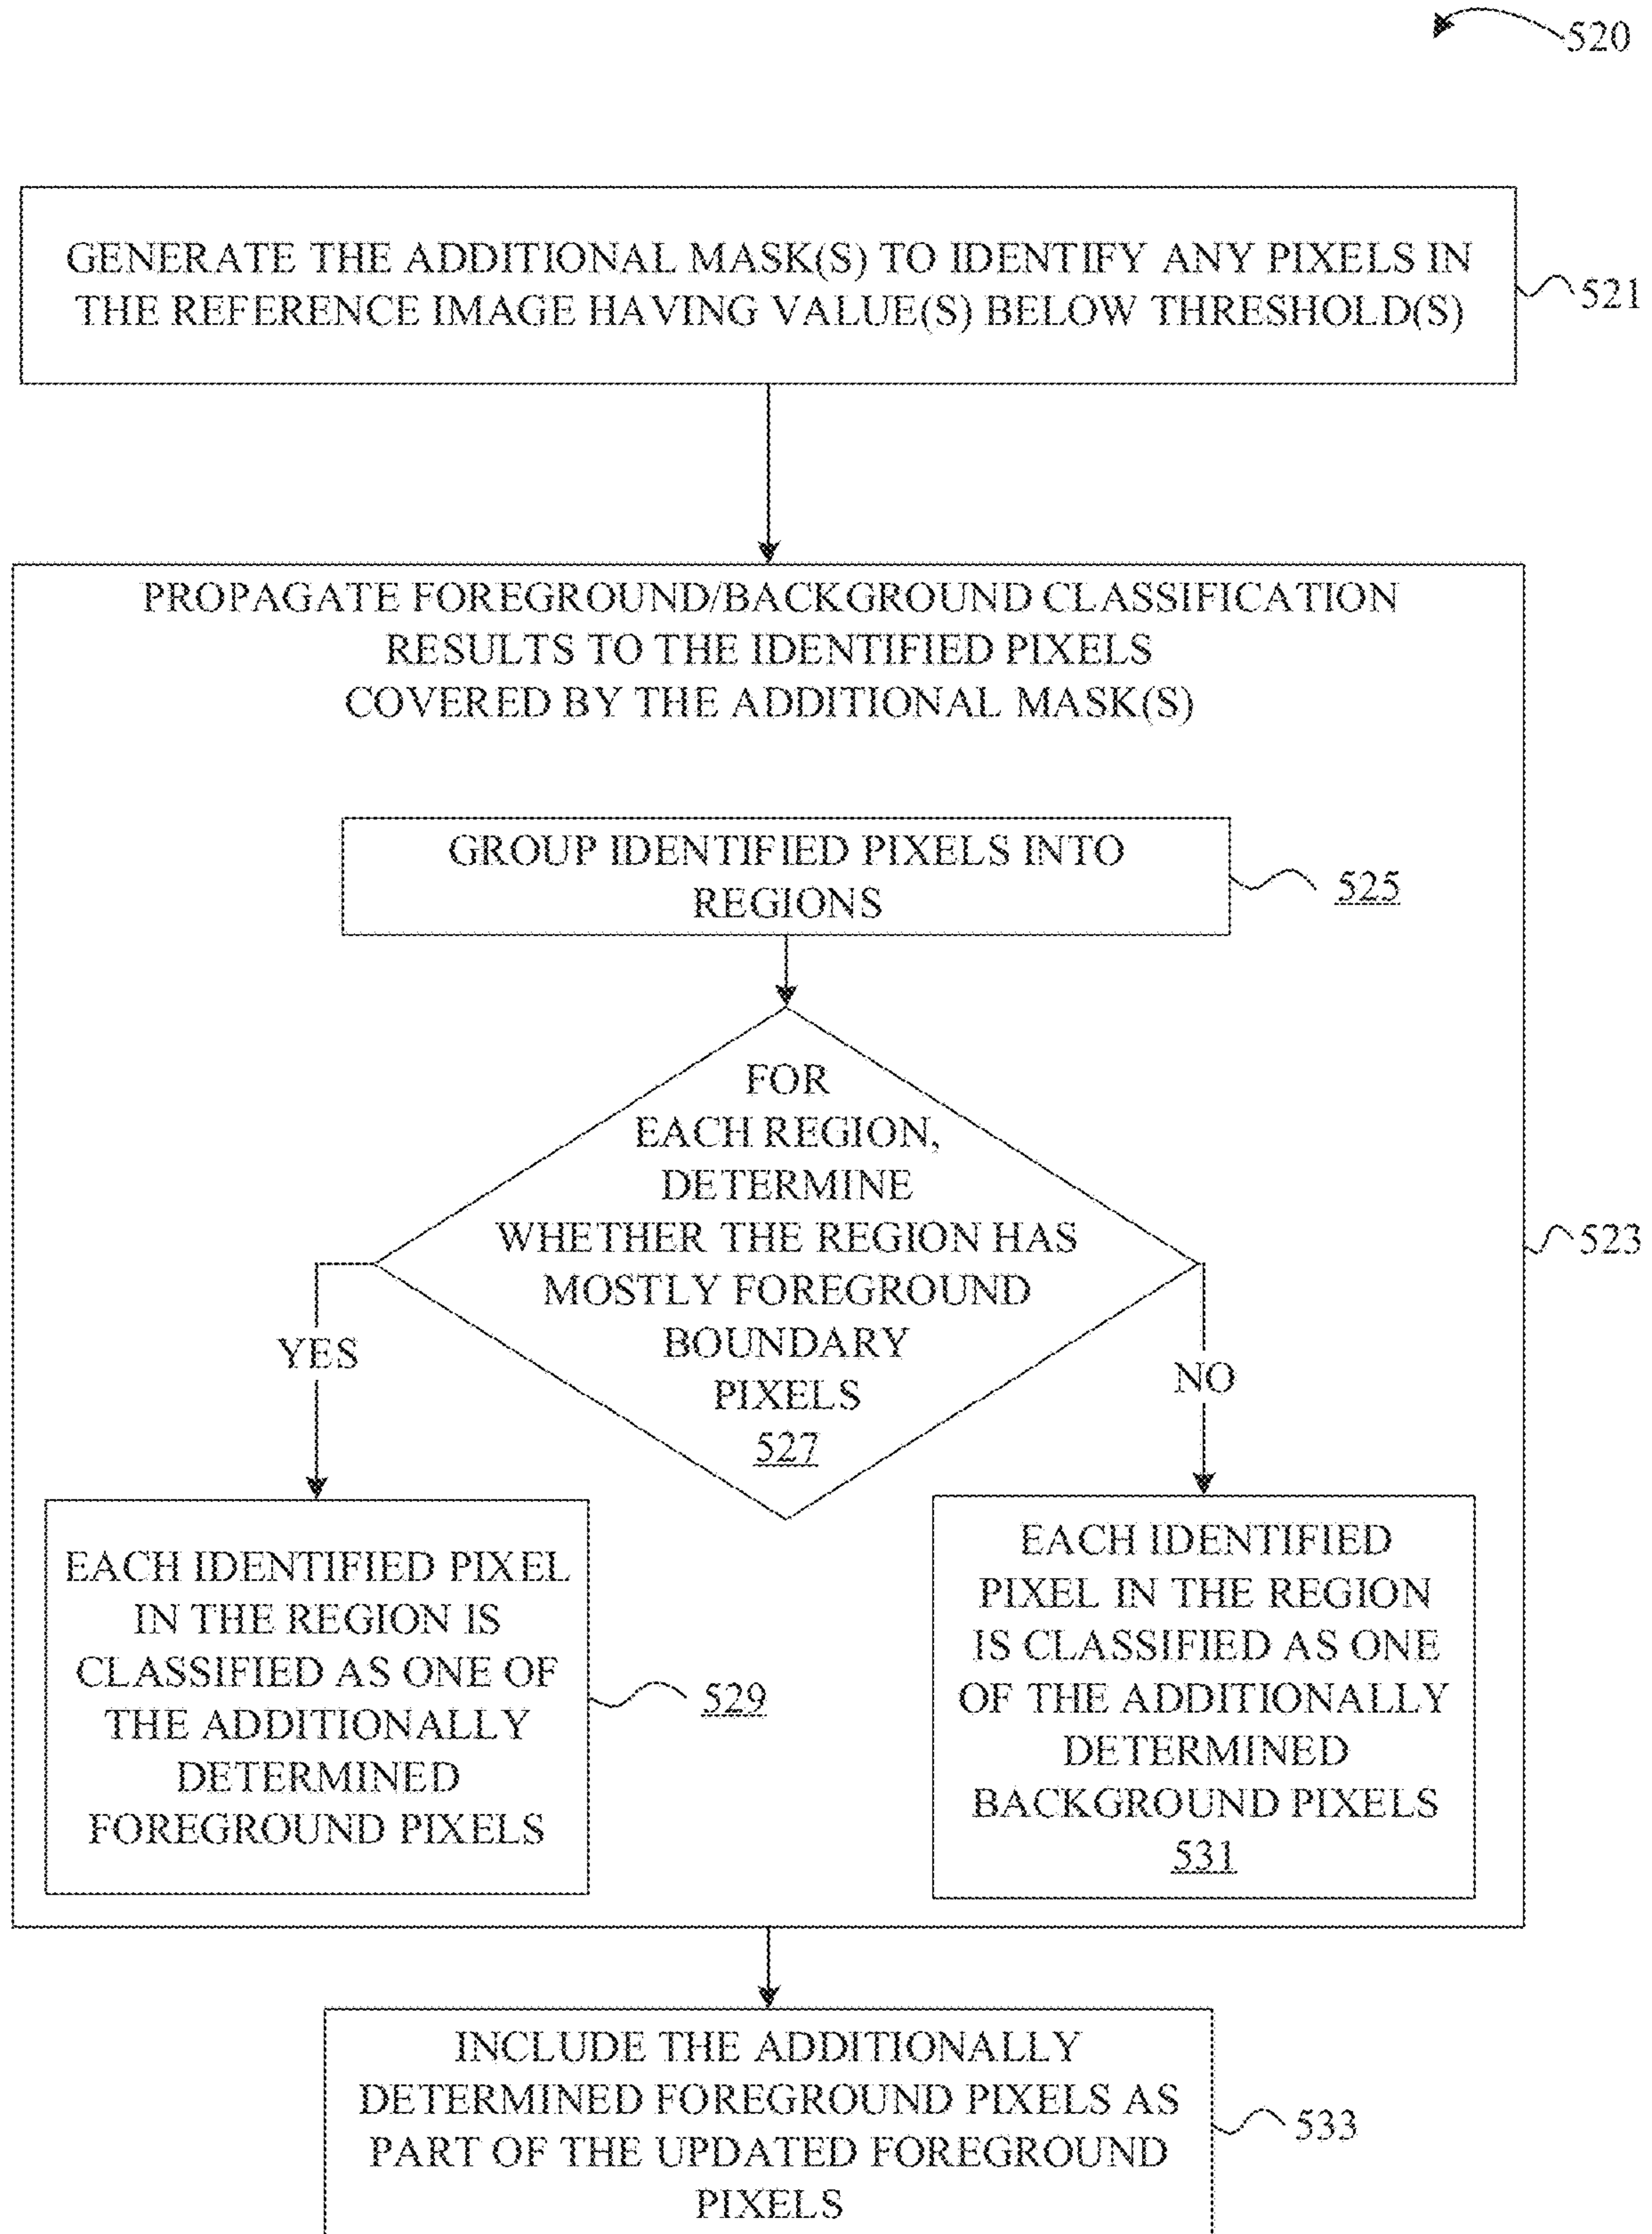 520
GENERATE THE ADDITIONAL MASK(S) TO IDENTIFY ANY PIXELS IN
THE REFERENCE IMAGE HAVING VALUE(S) BELOW THRESHOLD(S)
521
PROPAGATE FOREGROUND/BACKGROUND CLASSIFICATION
RESULTS TO THE IDENTIFIED PIXELS
COVERED BY THE ADDITIONAL MASK(S)
GROUP IDENTIFIED PIXELS INTO
REGIONS
525
FOR
EACH REGION,
DETERMINE
WHETHER THE REGION HAS
MOSTLY FOREGROUND
BOUNDARY
PIXELS
527
523
YES
NO
EACH IDENTIFIED PIXEL
IN THE REGION IS
CLASSIFIED AS ONE OF
THE ADDITIONALLY
DETERMINED
FOREGROUND PIXELS
529
EACH IDENTIFIED
PIXEL IN THE REGION
IS CLASSIFIED AS ONE
OF THE ADDITIONALLY
DETERMINED
BACKGROUND PIXELS
531
INCLUDE THE ADDITIONALLY
DETERMINED FOREGROUND PIXELS AS
PART OF THE UPDATED FOREGROUND
PIXELS
533